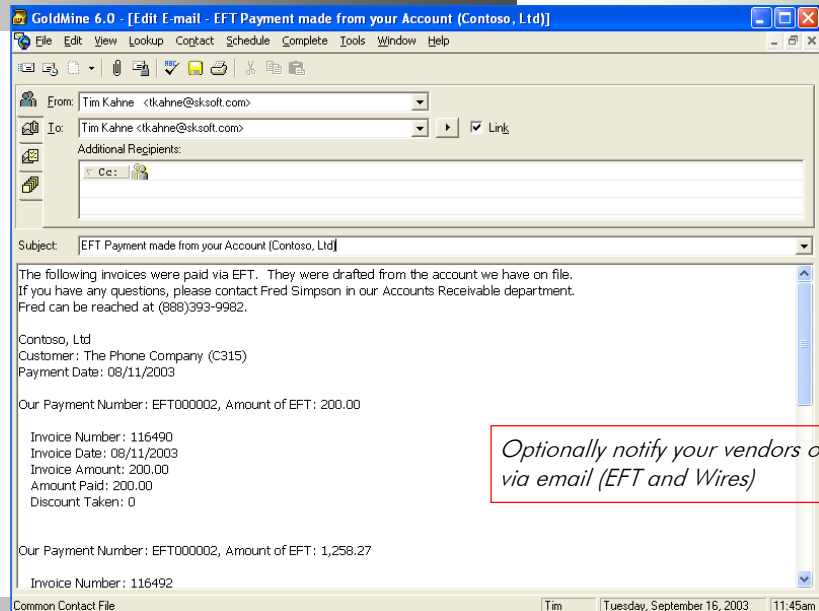 GoldMine 6.0 - [Edit E-mail - EFT Payment made from your Account (Contoso, Ltd)]
File Edit View Lookup Contact Schedule Complete Tools Window Help
ABC
From: Tim Kahne <tkahne@sksoft.com>
To: Tim Kahne <tkahne@sksoft.com> Link
Additional Recipients:
Cc:
Subject: EFT Payment made from your Account (Contoso, Ltd)
The following invoices were paid via EFT. They were drafted from the account we have on file.
If you have any questions, please contact Fred Simpson in our Accounts Receivable department.
Fred can be reached at (888)393-9982.
Contoso, Ltd
Customer: The Phone Company (C315)
Payment Date: 08/11/2003
Our Payment Number: EFT000002, Amount of EFT: 200.00
Invoice Number: 116490
Invoice Date: 08/11/2003
Invoice Amount: 200.00
Amount Paid: 200.00
Discount Taken: 0
Optionally notify your vendors
via email (EFT and Wires)
Our Payment Number: EFT000002, Amount of EFT: 1,258.27
Invoice Number: 116492
Common Contact File Tim Tuesday, September 16, 2003 11:45am